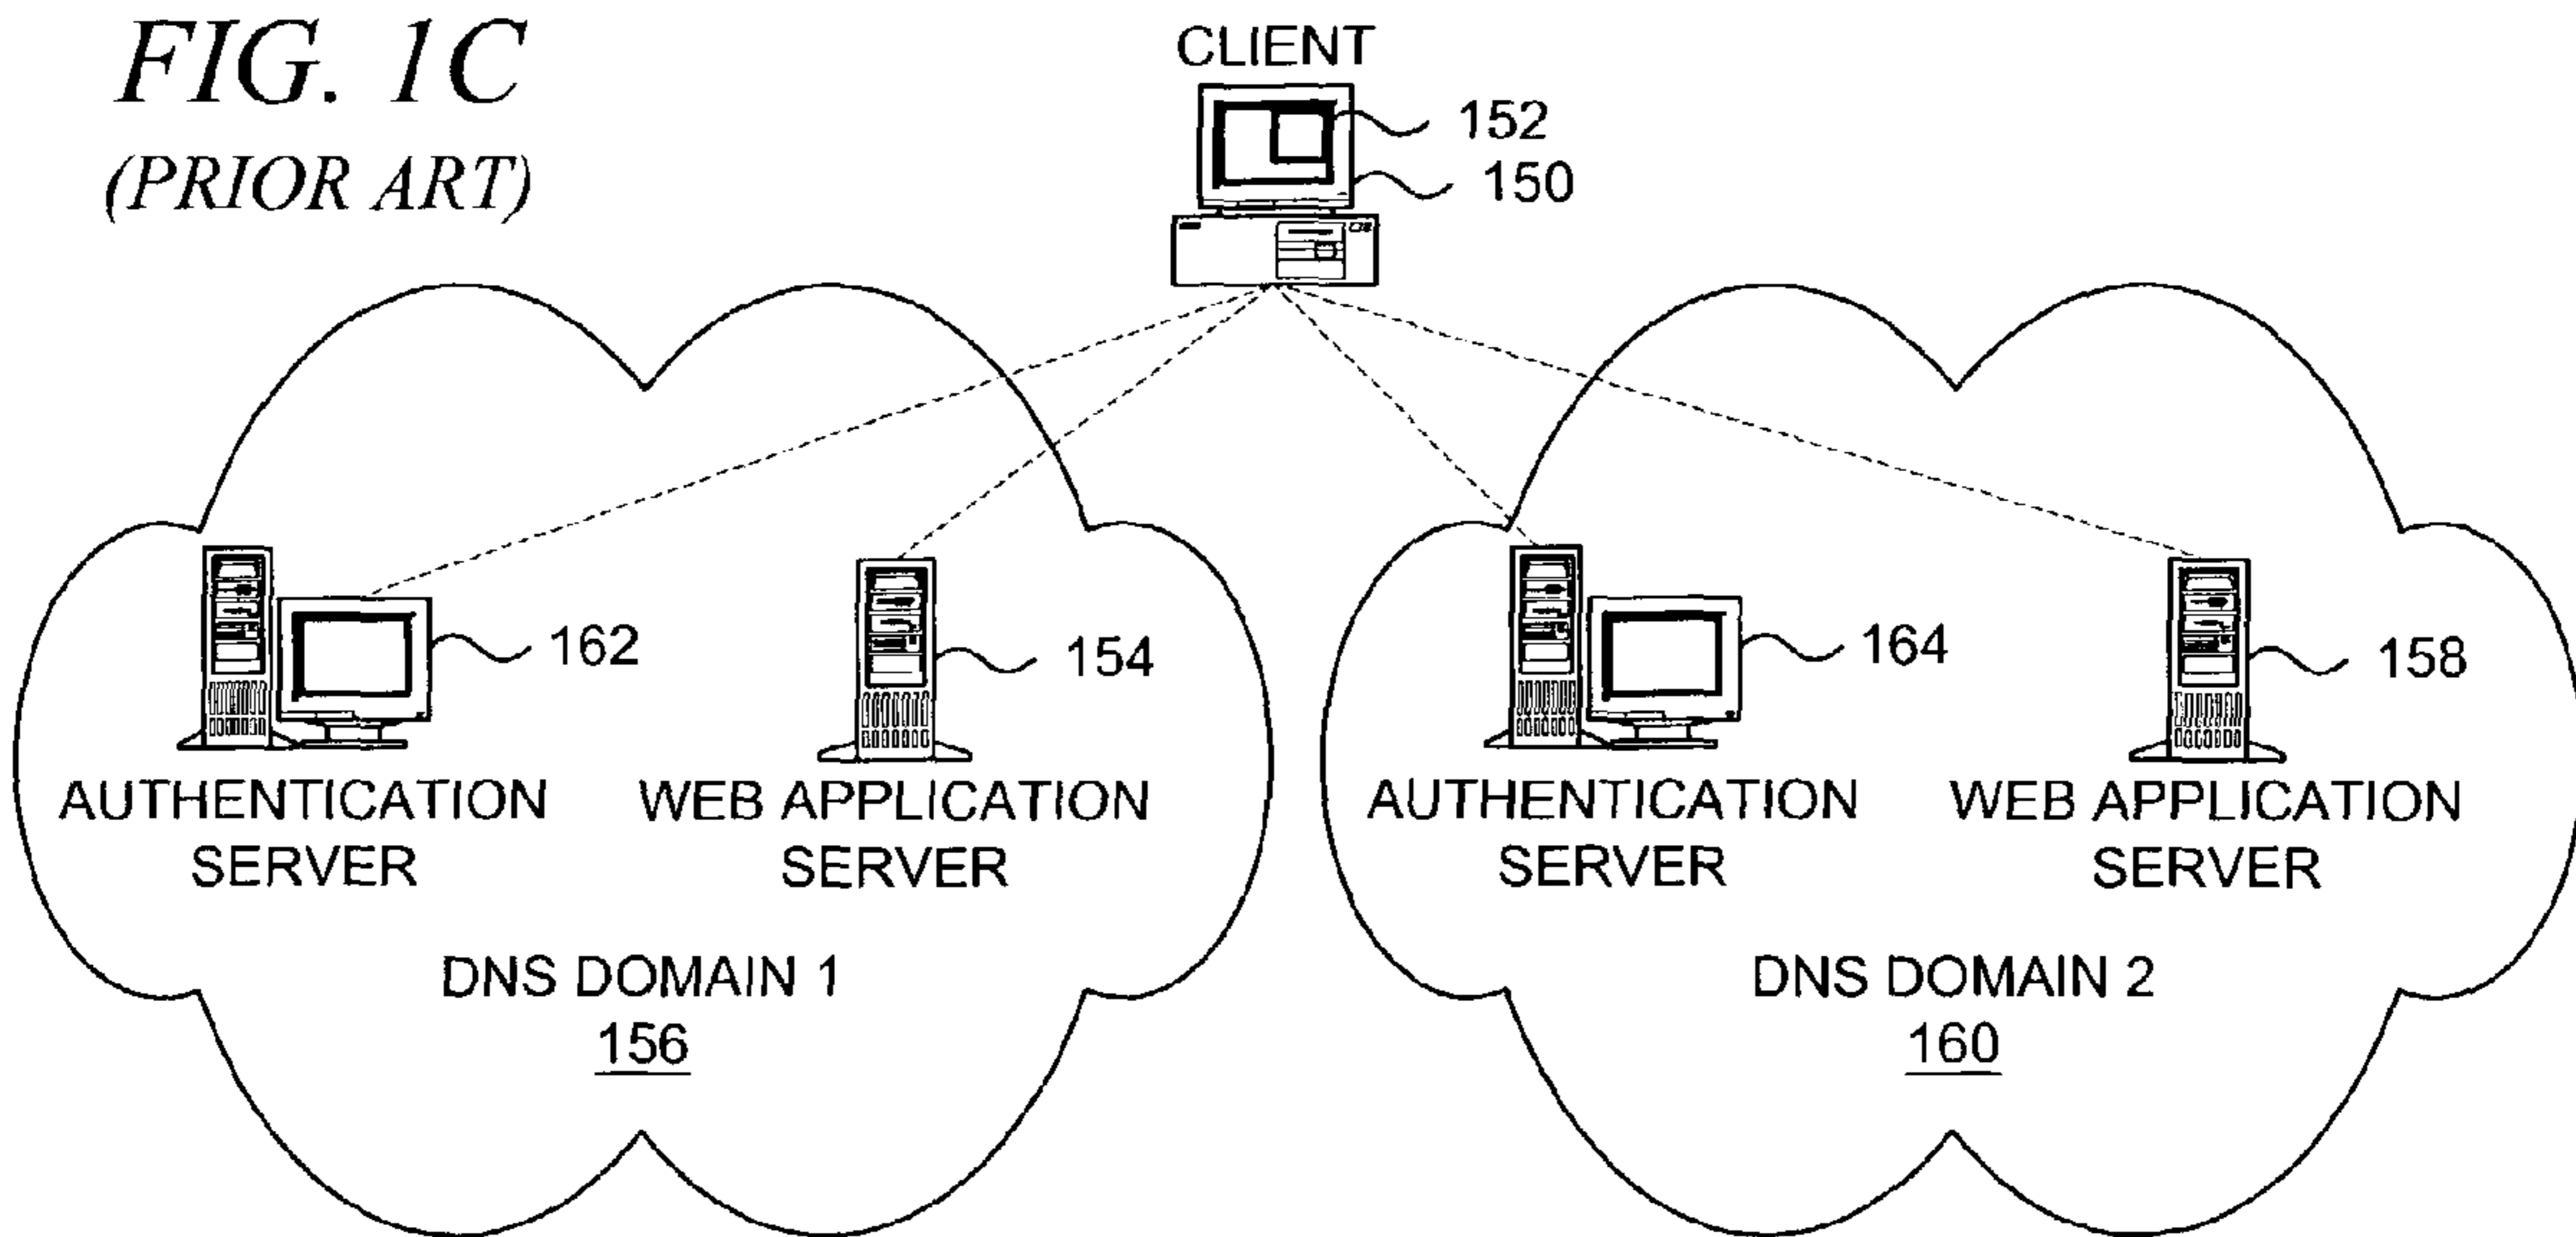 FIG. 1C
(PRIOR ART)
CLIENT
152
150
162
154
164
158
AUTHENTICATION
SERVER
WEB APPLICATION
SERVER
AUTHENTICATION
SERVER
WEB APPLICATION
SERVER
DNS DOMAIN 1
156
DNS DOMAIN 2
160